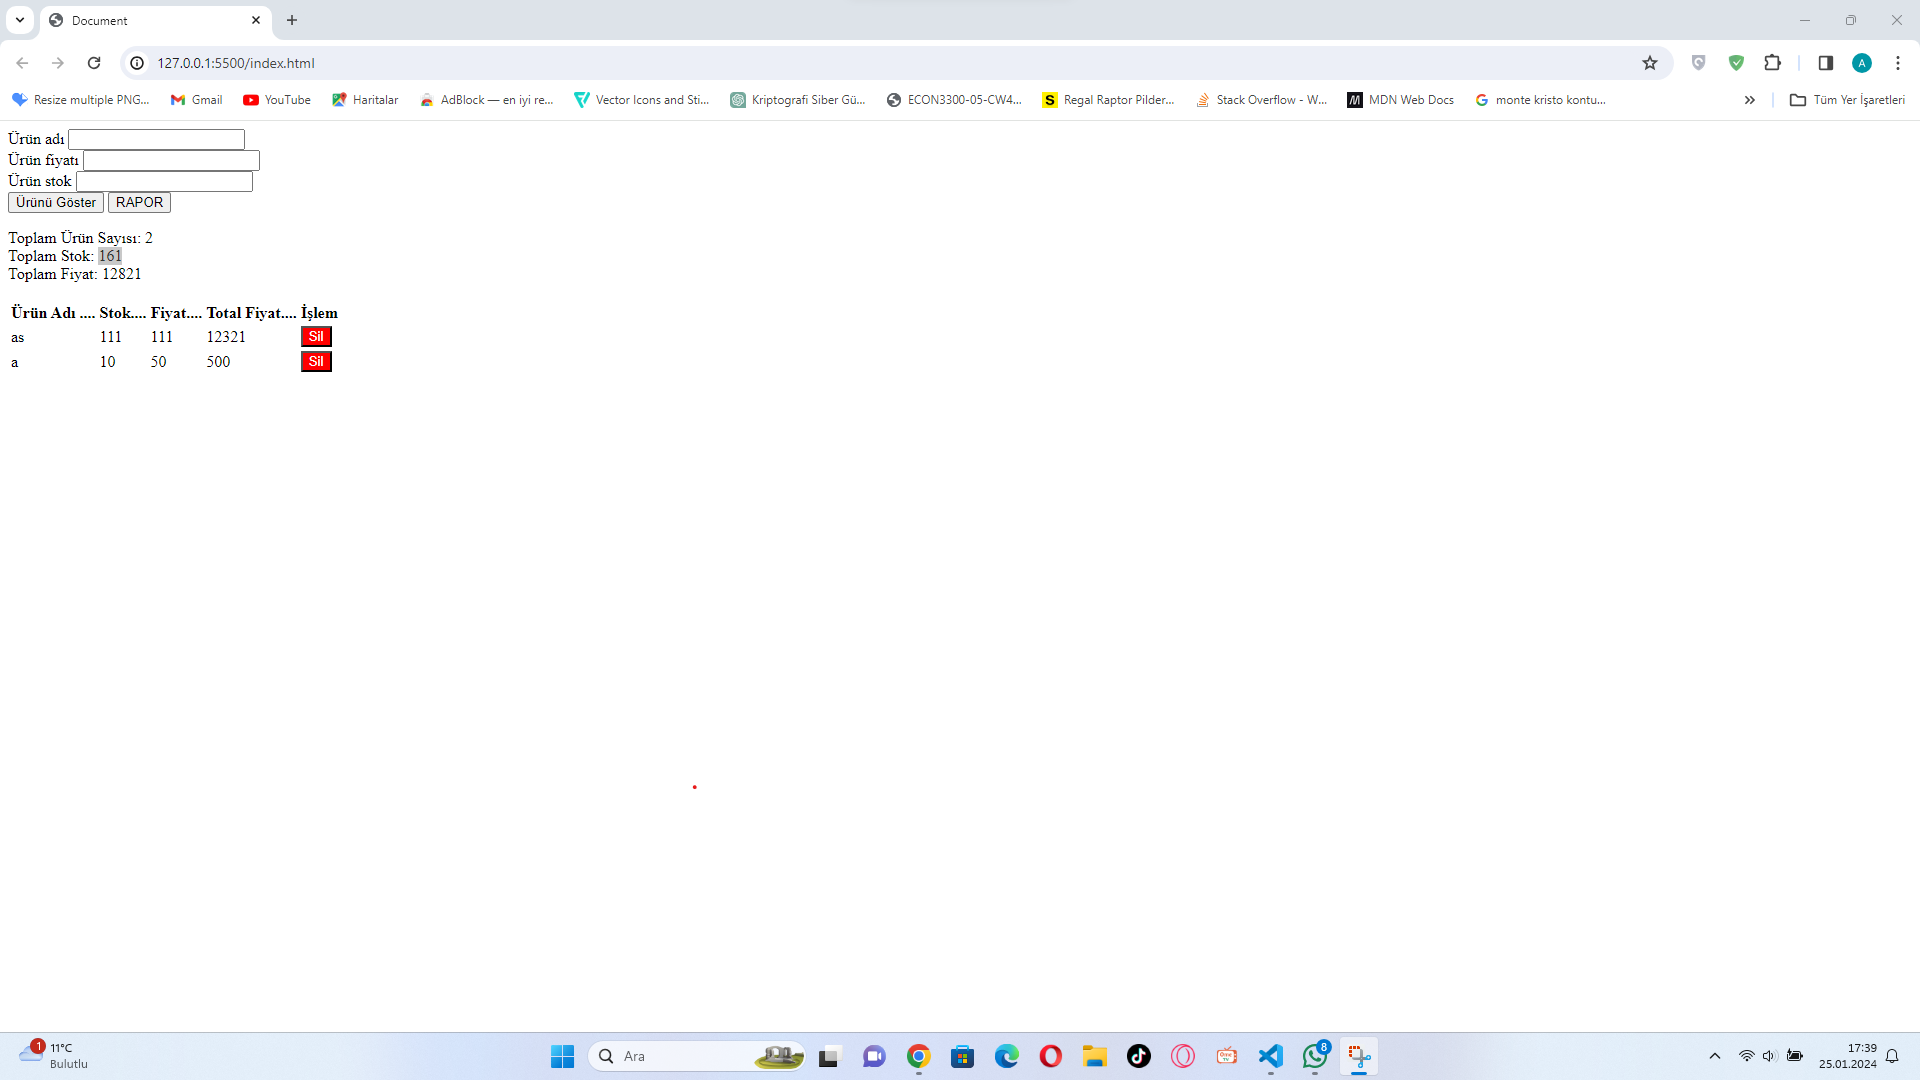 Document
127.0.0.1:5500/index.html
Resize multiple PNG... Gmail YouTube Haritalar AdBlock — en iyi re... Vector Icons and Sti... Kriptografi Siber Gü... ECON3300-05-CW4... Regal Raptor Pilder... Stack Overflow - W... MDN Web Docs monte kristo kontu... Tüm Yer İşaretleri
Ürün adı
Ürün fiyatı
Ürün stok
Ürünü Göster RAPOR
Toplam Ürün Sayısı: 2
Toplam Stok: 161
Toplam Fiyat: 12821
Ürün Adı .... Stok.... Fiyat.... Total Fiyat.... İşlem
as 111 111 12321 Sil
a 10 50 500 Sil
1 11°C
Bulutlu
Ara
8
17:39
25.01.2024